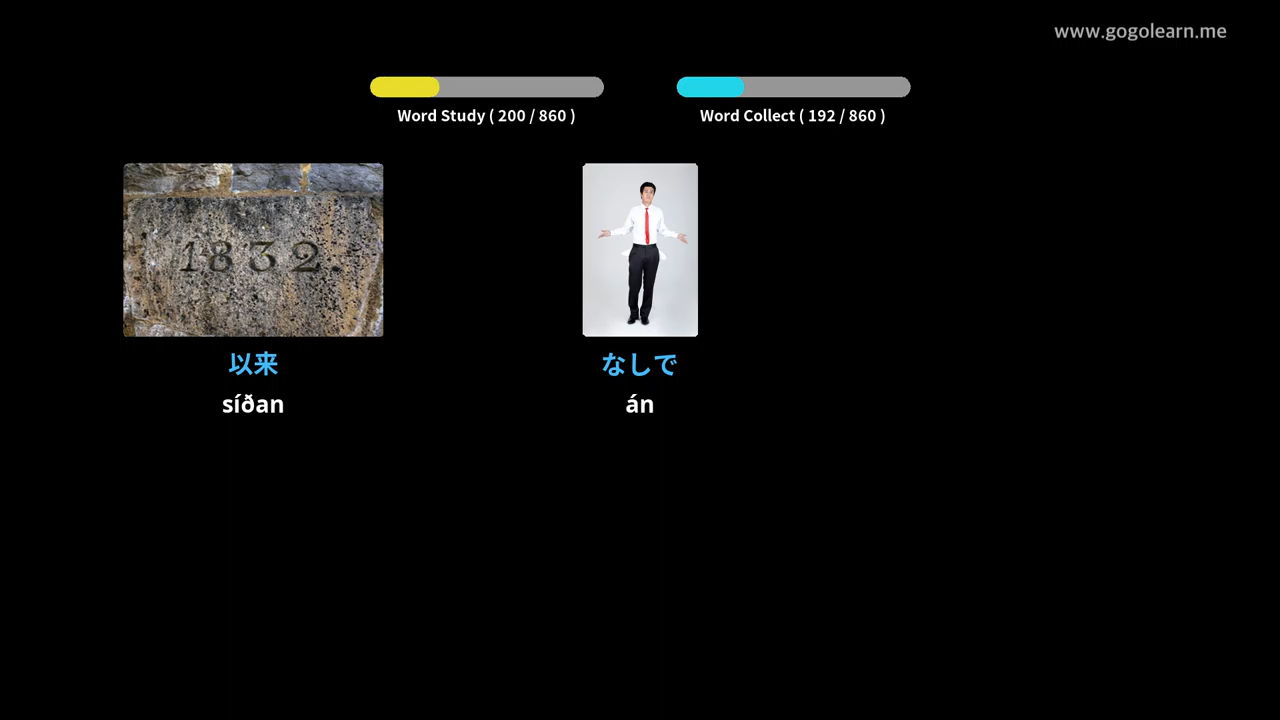 www.gogolearn.me
Word Study ( 200 / 860 )
Word Collect ( 192 / 860 )
1832.
以来
síðan
なしで
án